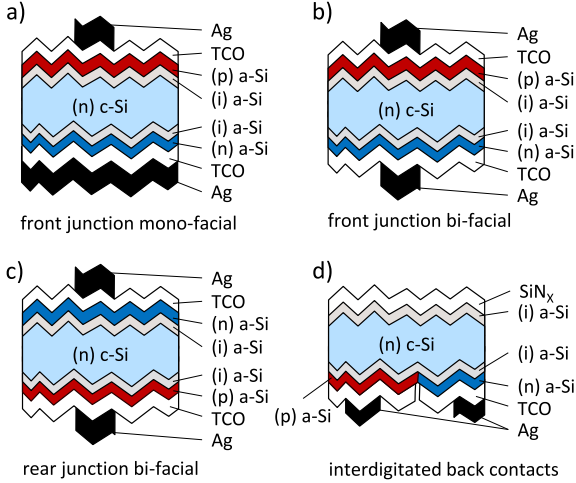 a)
Ag
TCO
(p) a-Si
(i) a-Si
(n) c-Si
(i) a-Si
(n) a-Si
TCO
Ag
front junction mono-facial
b)
Ag
TCO
(p) a-Si
(i) a-Si
(n) c-Si
(i) a-Si
(n) a-Si
TCO
Ag
front junction bi-facial
c)
Ag
TCO
(n) a-Si
(i) a-Si
(n) c-Si
(i) a-Si
(p) a-Si
TCO
Ag
rear junction bi-facial
d)
SiNX
(i) a-Si
(n) c-Si
(i) a-Si
(n) a-Si
TCO
(p) a-Si
Ag
interdigitated back contacts